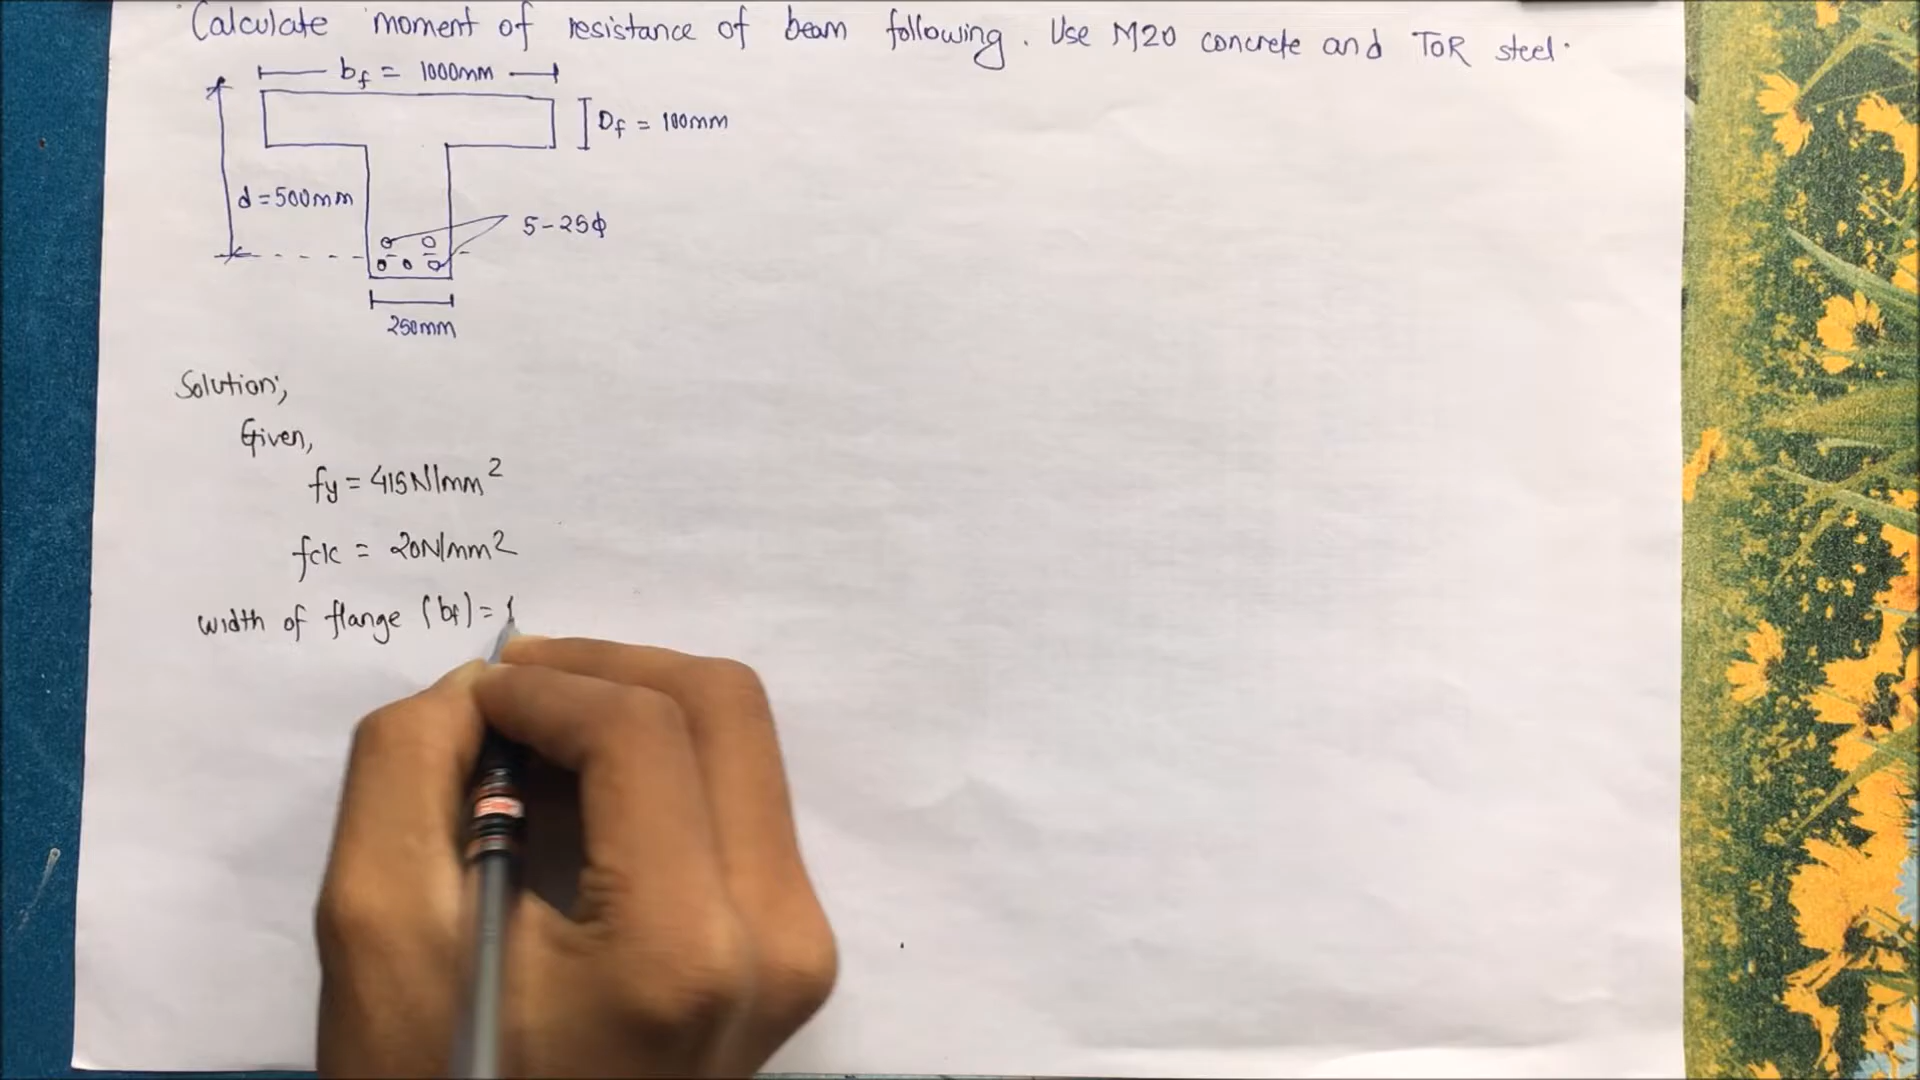 Calculate moment of resistance of beam following. Use M20 concrete and TOR steel.
bf = 1000mm
Df = 100mm
d = 500mm
5-25ϕ
250mm
Solution;
Given,
fy = 415N/mm²
fck = 20N/mm²
width of flange (bf) =